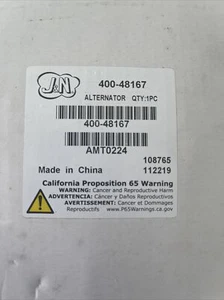 J&N
400-48167
ALTERNATOR QTY:1PC
400-48167
AMT0224
108765
Made in China 112219
California Proposition 65 Warning
WARNING: Cancer and Reproductive Harm
ADVERTENCIA: Cáncer y Daños Reproductivos
AVERTISSEMENT: Cancer et Dommages
Reproductifs www.P65Warnings.ca.gov